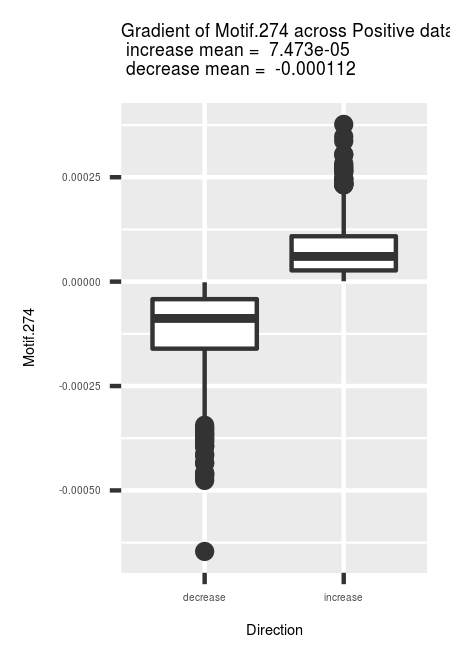 Gradient of Motif.274 across Positive data
increase mean =  7.473e-05
decrease mean =  -0.000112
0.00025
0.00000
-0.00025
-0.00050
Motif.274
decrease
increase
Direction